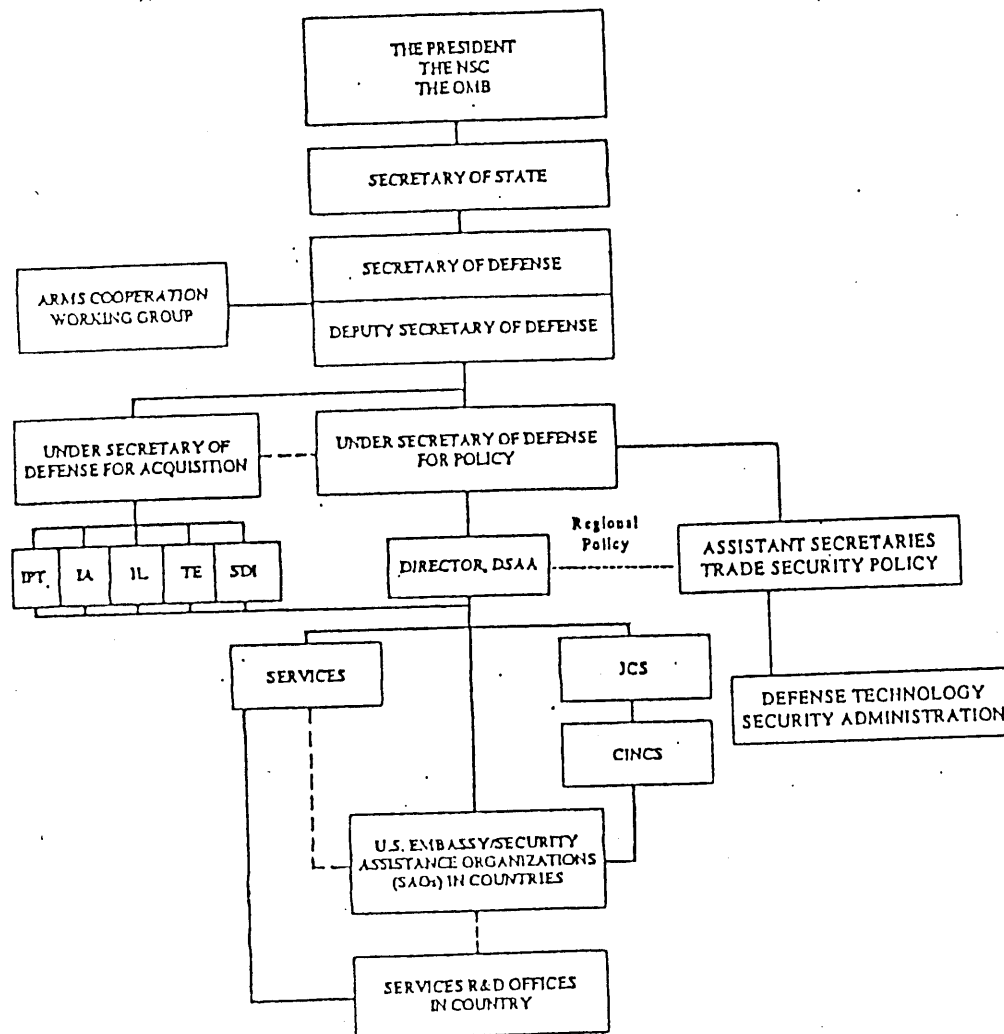 THE PRESIDENT
THE NSC
THE OMB
SECRETARY OF STATE
SECRETARY OF DEFENSE
ARMS COOPERATION
WORKING GROUP
DEPUTY SECRETARY OF DEFENSE
UNDER SECRETARY OF
DEFENSE FOR ACQUISITION
UNDER SECRETARY OF DEFENSE
FOR POLICY
Regional
Policy
IPT
IA
IL
TE
SDI
DIRECTOR, DSAA
ASSISTANT SECRETARIES
TRADE SECURITY POLICY
SERVICES
JCS
DEFENSE TECHNOLOGY
SECURITY ADMINISTRATION
CINCS
U.S. EMBASSY/SECURITY
ASSISTANCE ORGANIZATIONS
(SAOs) IN COUNTRIES
SERVICES R&D OFFICES
IN COUNTRY